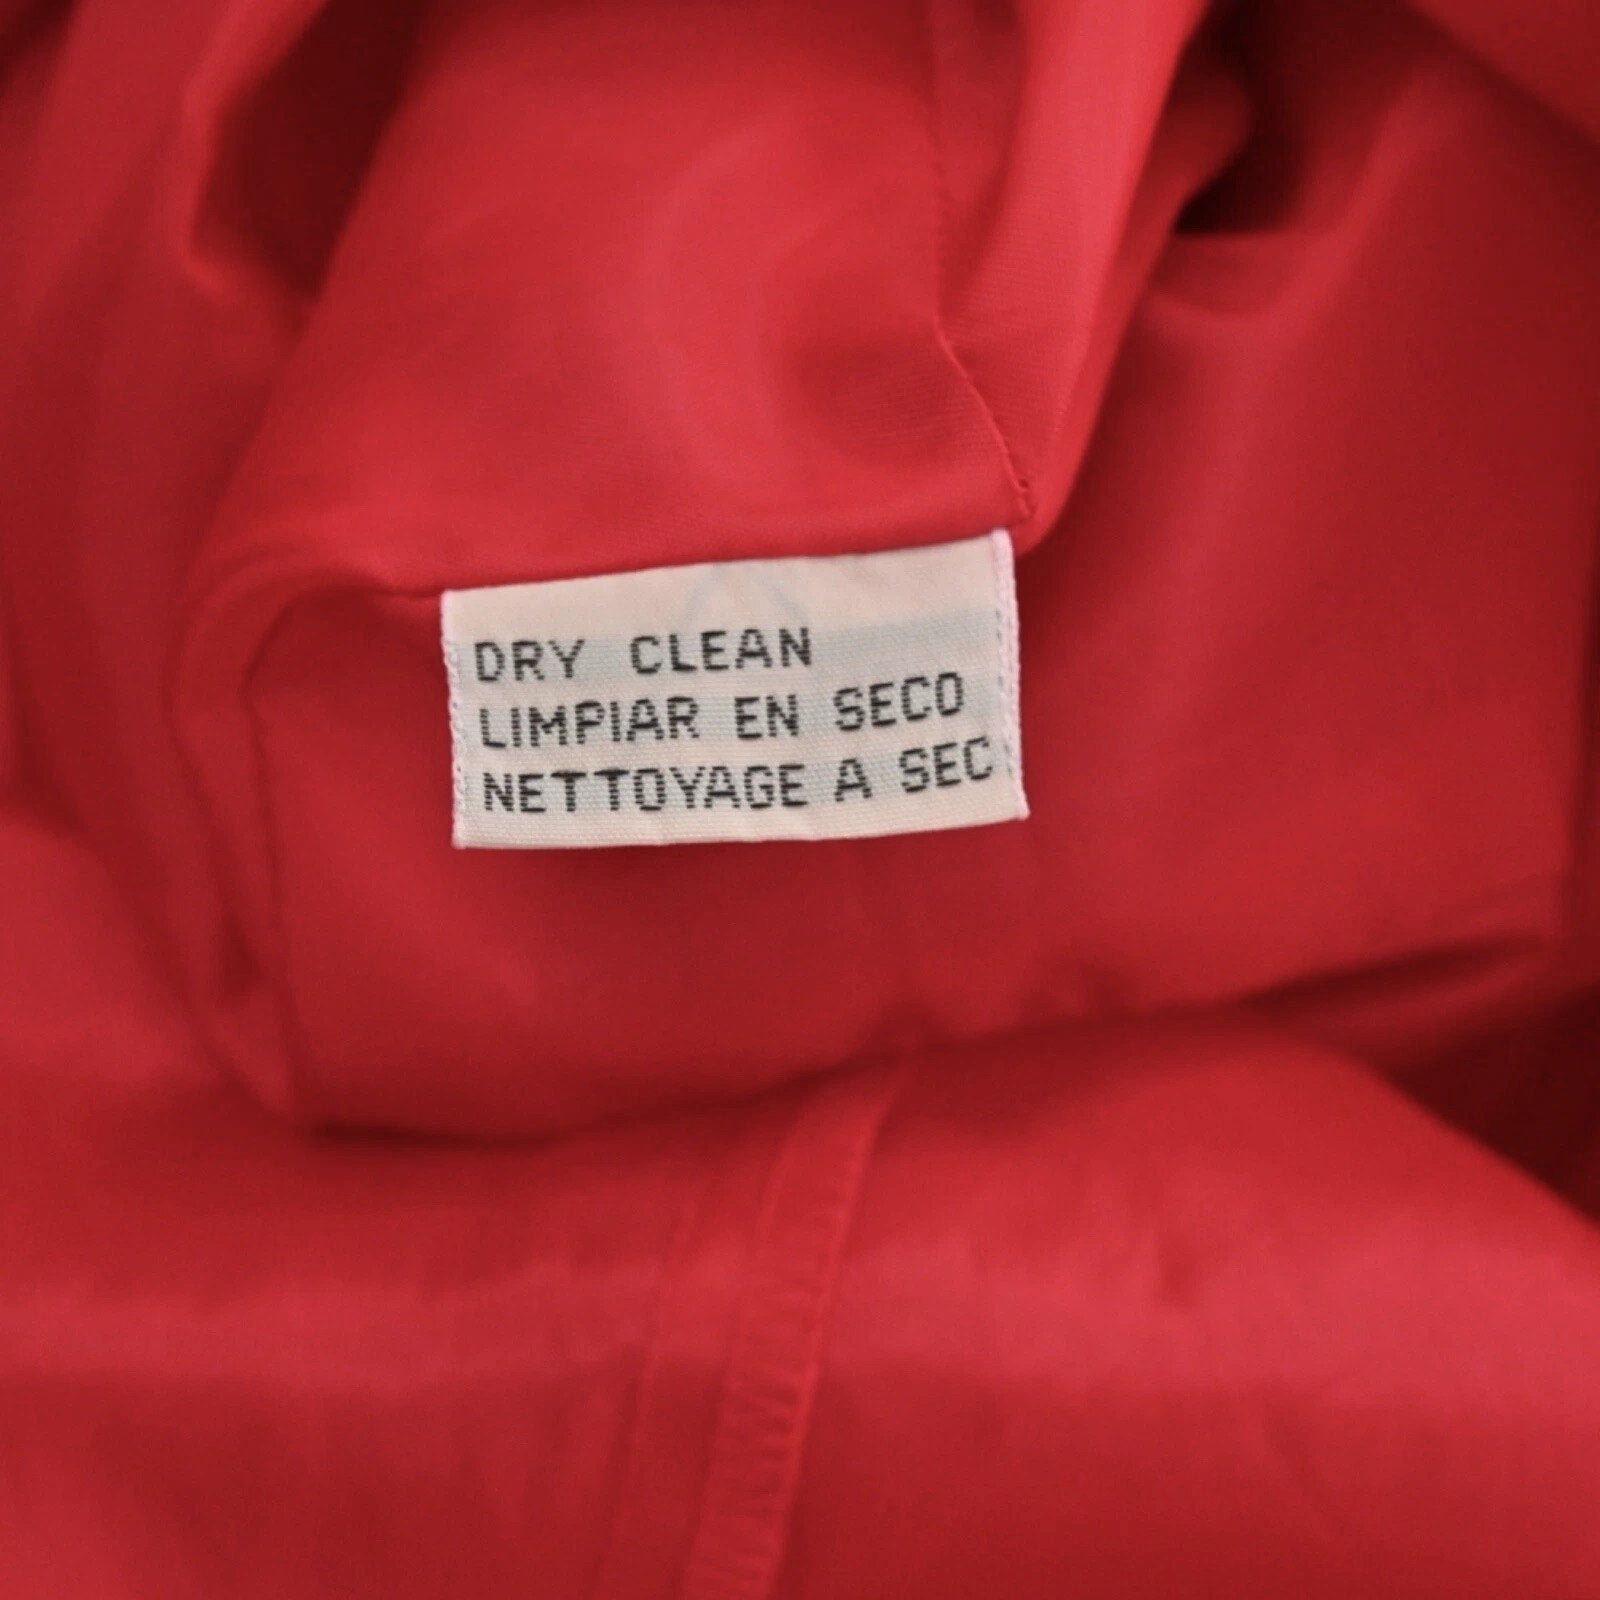 DRY CLEAN
LIMPIAR EN SECO
NETTOYAGE A SEC